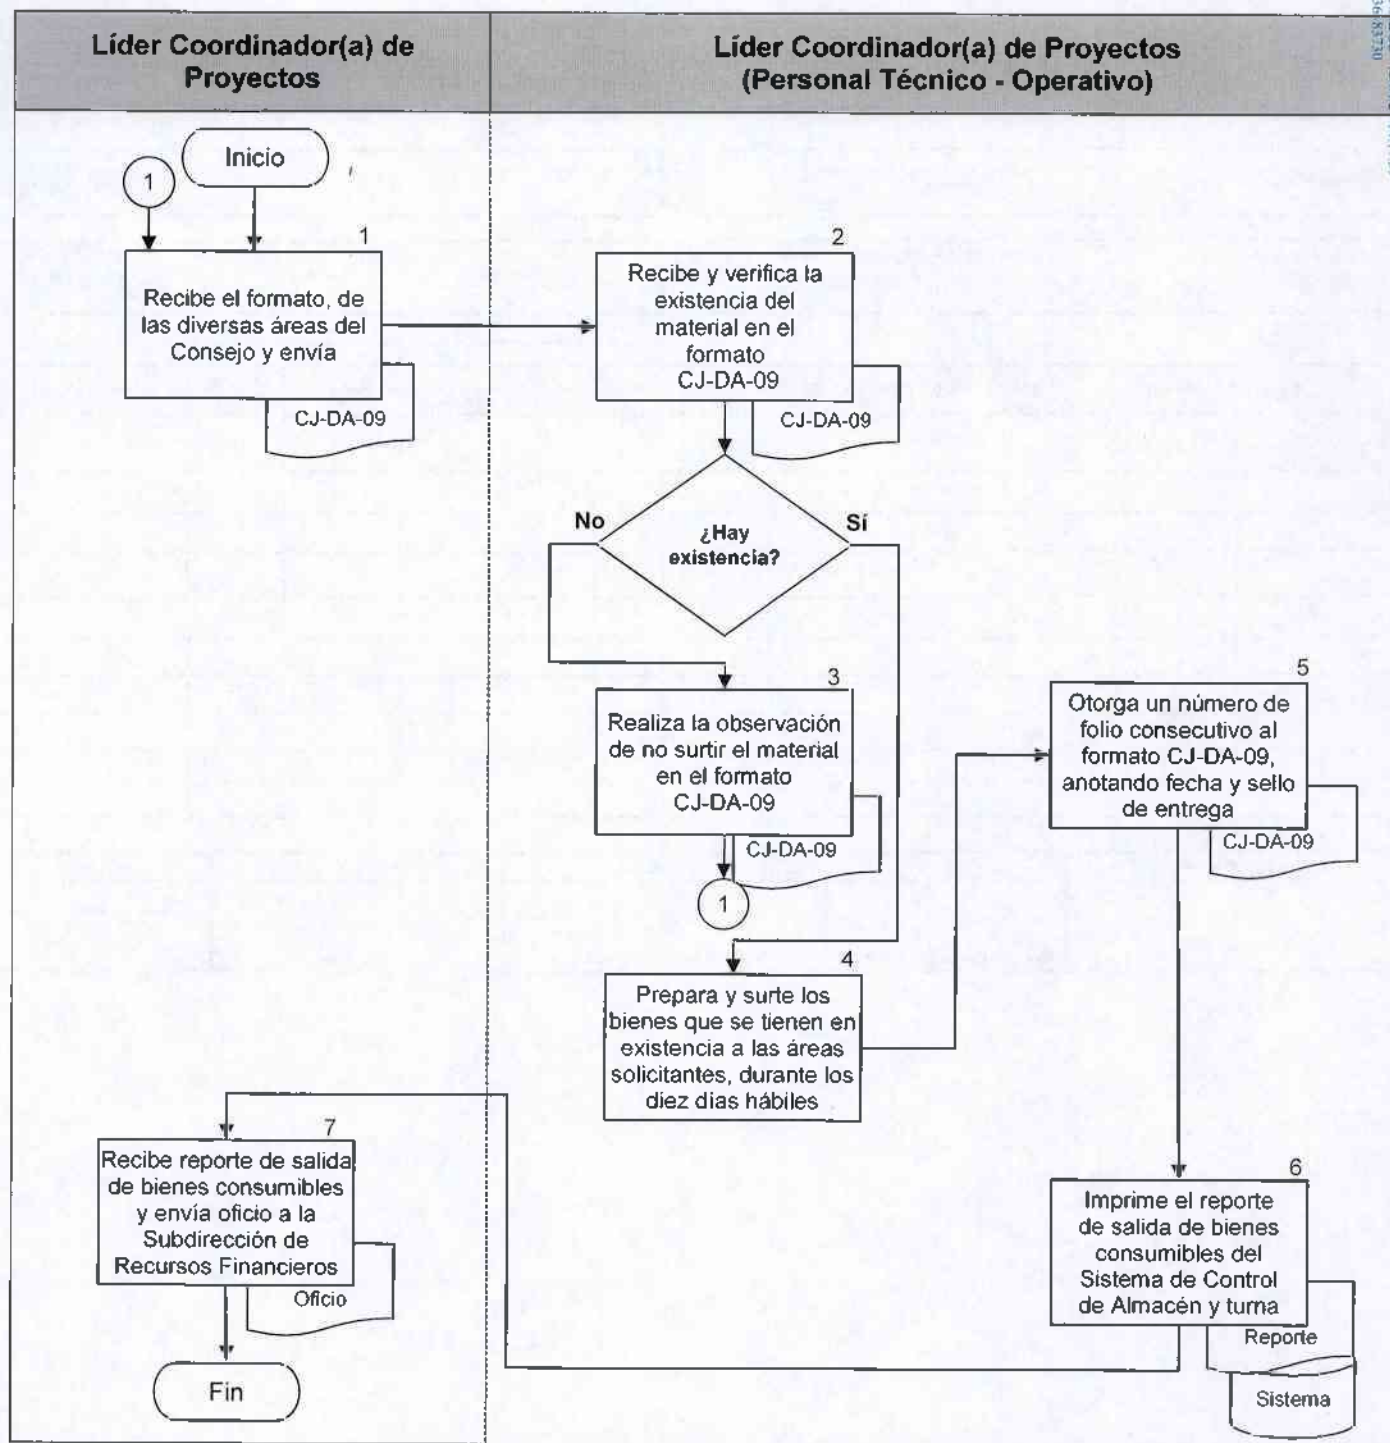 Líder Coordinador(a) de
Proyectos
Líder Coordinador(a) de Proyectos
(Personal Técnico - Operativo)
36-83730
Inicio
1
1
Recibe el formato, de
las diversas áreas del
Consejo y envía
CJ-DA-09
2
Recibe y verifica la
existencia del
material en el
formato
CJ-DA-09
CJ-DA-09
No
¿Hay
existencia?
Sí
3
Realiza la observación
de no surtir el material
en el formato
CJ-DA-09
CJ-DA-09
1
4
Prepara y surte los
bienes que se tienen en
existencia a las áreas
solicitantes, durante los
diez dias hábiles
5
Otorga un número de
folio consecutivo al
formato CJ-DA-09,
anotando fecha y sello
de entrega
CJ-DA-09
6
Imprime el reporte
de salida de bienes
consumibles del
Sistema de Control
de Almacén y turna
Reporte
Sistema
7
Recibe reporte de salida
de bienes consumibles
y envía oficio a la
Subdirección de
Recursos Financieros
Oficio
Fin